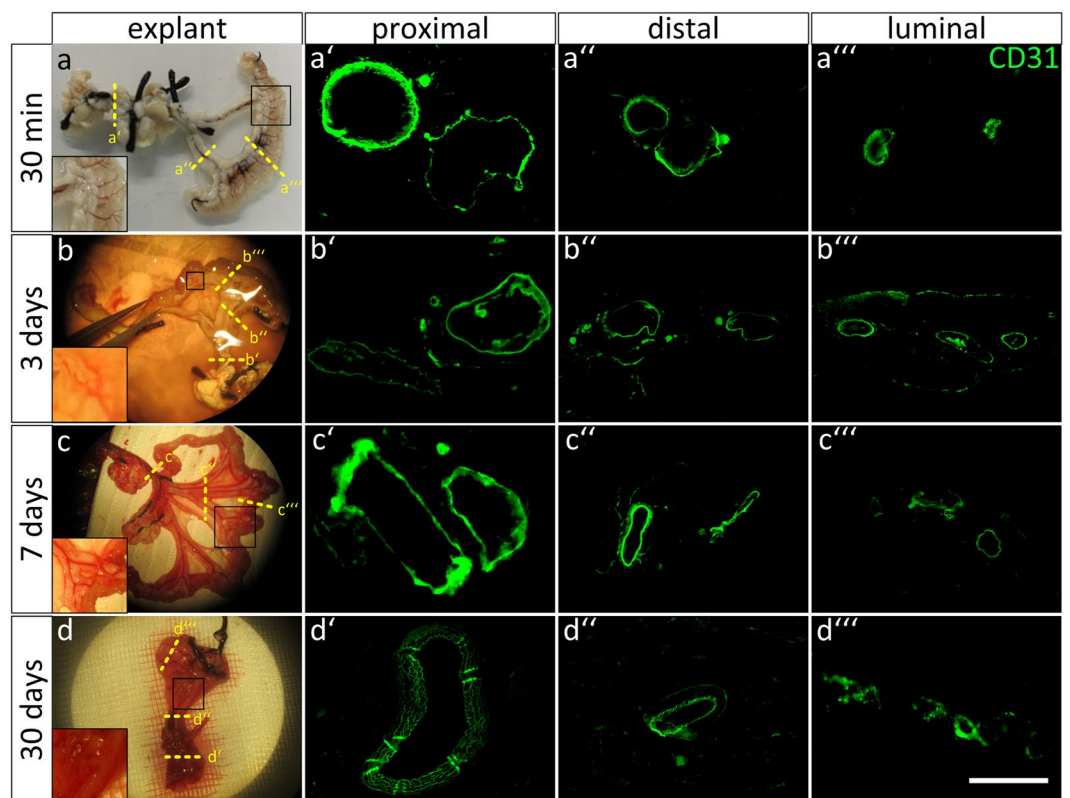 explant proximal distal luminal
30 min
a
a‘
a‘‘
a‘‘‘
a‘
a‘‘
a‘‘‘
CD31
3 days
b
b‘‘‘
b‘‘
b‘
b‘
b‘‘
b‘‘‘
7 days
c
c‘
c‘‘
c‘‘‘
c‘
c‘‘
c‘‘‘
30 days
d
d‘‘‘
d‘‘
d‘
d‘
d‘‘
d‘‘‘